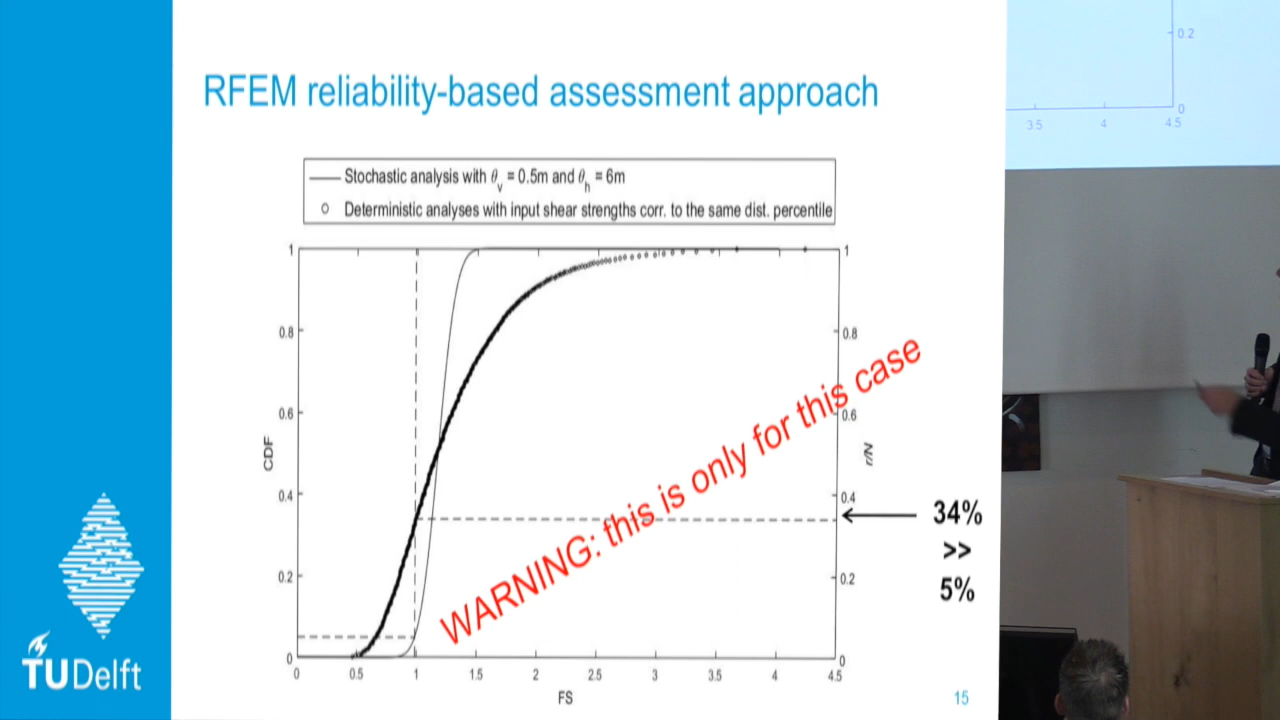 RFEM reliability-based assessment approach
Stochastic analysis with θv = 0.5m and θh = 6m
Deterministic analyses with input shear strengths corr. to the same dist. percentile
1
0.8
0.6
0.4
0.2
0
CDF
0 0.5 1 1.5 2 2.5 3 3.5 4 4.5
FS
1
0.8
0.6
0.4
0.2
0
r/N
WARNING: this is only for this case
34%
>>
5%
15
TU Delft
0.2
0
3.5 4 4.5